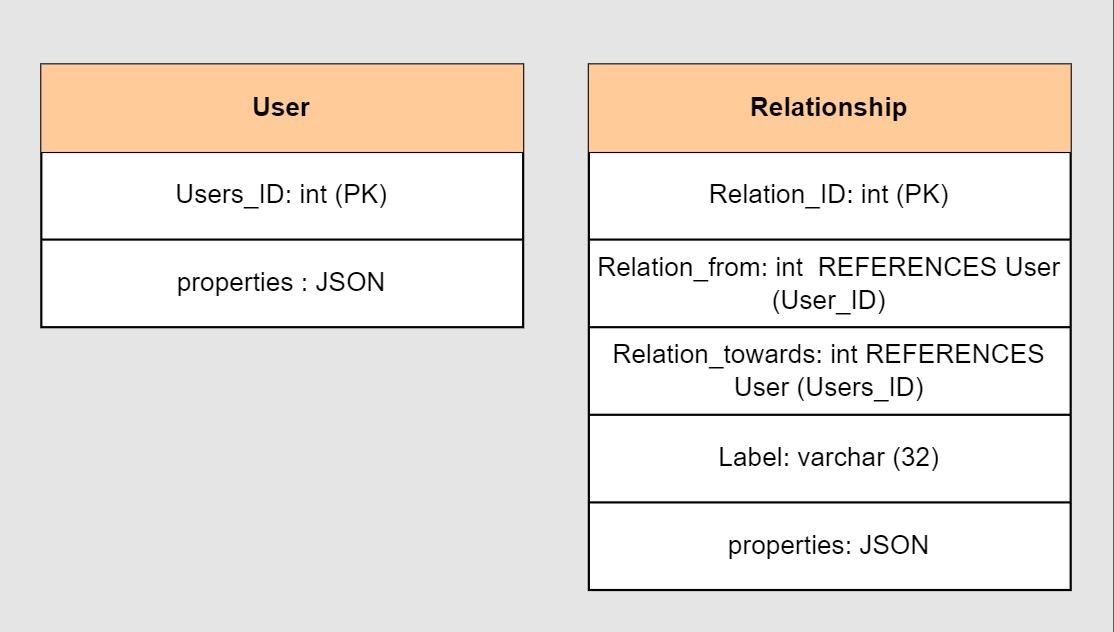 User
Users_ID: int (PK)
properties : JSON
Relationship
Relation_ID: int (PK)
Relation_from: int  REFERENCES User
(User_ID)
Relation_towards: int REFERENCES
User (Users_ID)
Label: varchar (32)
properties: JSON